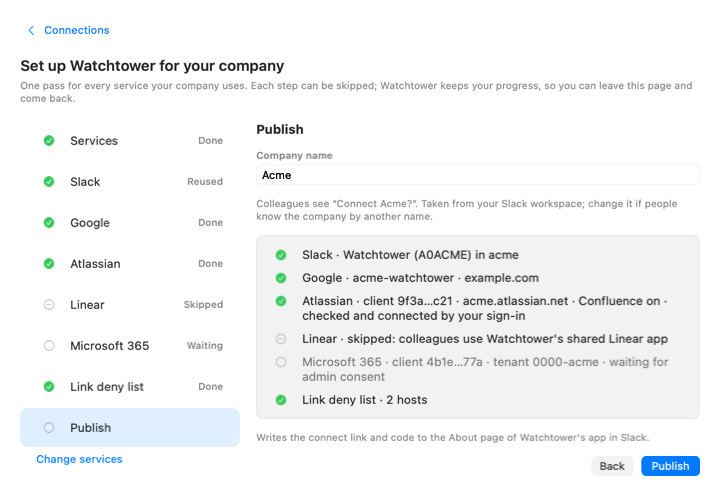 Connections
Set up Watchtower for your company
One pass for every service your company uses. Each step can be skipped; Watchtower keeps your progress, so you can leave this page and
come back.
Services Done
Slack Reused
Google Done
Atlassian Done
Linear Skipped
Microsoft 365 Waiting
Link deny list Done
Publish
Change services
Publish
Company name
Acme
Colleagues see “Connect Acme?”. Taken from your Slack workspace; change it if people
know the company by another name.
Slack · Watchtower (A0ACME) in acme
Google · acme-watchtower · example.com
Atlassian · client 9f3a…c21 · acme.atlassian.net · Confluence on ·
checked and connected by your sign-in
Linear · skipped: colleagues use Watchtower's shared Linear app
Microsoft 365 · client 4b1e…77a · tenant 0000-acme · waiting for
admin consent
Link deny list · 2 hosts
Writes the connect link and code to the About page of Watchtower's app in Slack.
Back Publish